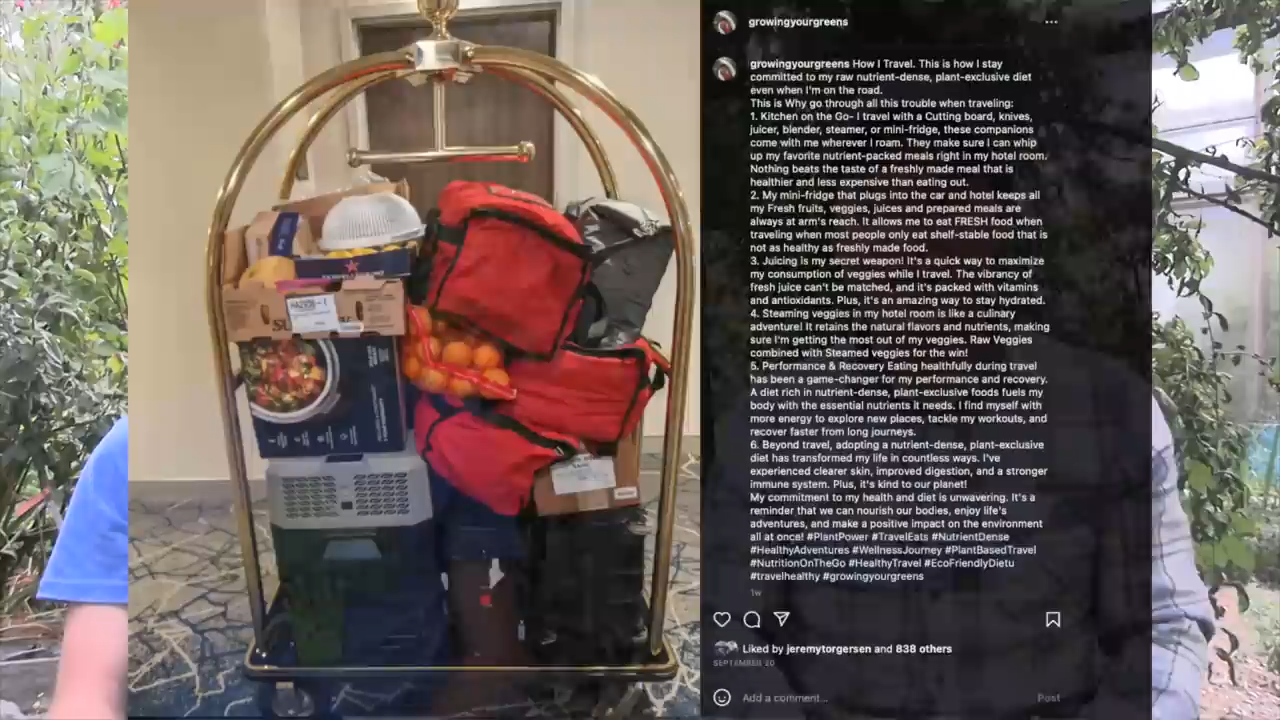 growingyourgreens
growingyourgreens How I Travel. This is how I stay
committed to my raw nutrient-dense, plant-exclusive diet
even when I'm on the road.
This is Why go through all this trouble when traveling:
1. Kitchen on the Go- I travel with a Cutting board, knives,
juicer, blender, steamer, or mini-fridge, these companions
come with me wherever I roam. They make sure I can whip
up my favorite nutrient-packed meals right in my hotel room.
Nothing beats the taste of a freshly made meal that is
healthier and less expensive than eating out.
2. My mini-fridge that plugs into the car and hotel keeps all
my Fresh fruits, veggies, juices and prepared meals are
always at arm's reach. It allows me to eat FRESH food when
traveling when most people only eat shelf-stable food that is
not as healthy as freshly made food.
3. Juicing is my secret weapon! It's a quick way to maximize
my consumption of veggies while I travel. The vibrancy of
fresh juice can't be matched, and it's packed with vitamins
and antioxidants. Plus, it's an amazing way to stay hydrated.
4. Steaming veggies in my hotel room is like a culinary
adventure! It retains the natural flavors and nutrients, making
sure I'm getting the most out of my veggies. Raw Veggies
combined with Steamed veggies for the win!
5. Performance & Recovery Eating healthfully during travel
has been a game-changer for my performance and recovery.
A diet rich in nutrient-dense, plant-exclusive foods fuels my
body with the essential nutrients it needs. I find myself with
more energy to explore new places, tackle my workouts, and
recover faster from long journeys.
6. Beyond travel, adopting a nutrient-dense, plant-exclusive
diet has transformed my life in countless ways. I've
experienced clearer skin, improved digestion, and a stronger
immune system. Plus, it's kind to our planet!
My commitment to my health and diet is unwavering. It's a
reminder that we can nourish our bodies, enjoy life's
adventures, and make a positive impact on the environment
all at once! #PlantPower #TravelEats #NutrientDense
#HealthyAdventures #WellnessJourney #PlantBasedTravel
#NutritionOnTheGo #HealthyTravel #EcoFriendlyDietu
#travelhealthy #growingyourgreens
1w
Liked by jeremytorgersen and 838 others
SEPTEMBER 20
Add a comment...
Post